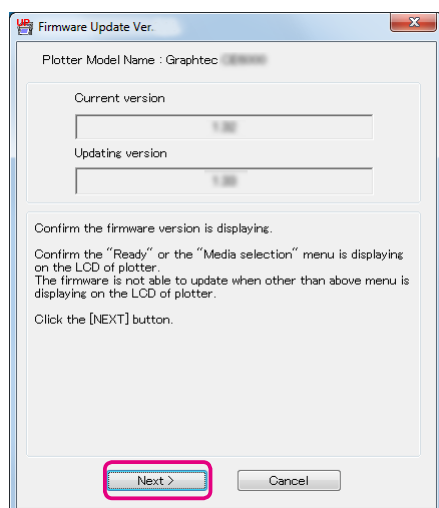 Firmware Update Ver.
Plotter Model Name : Graphtec
Current version
Updating version
Confirm the firmware version is displaying.
Confirm the "Ready" or the "Media selection" menu is displaying
on the LCD of plotter.
The firmware is not able to update when other than above menu is
displaying on the LCD of plotter.
Click the [NEXT] button.
Next >
Cancel